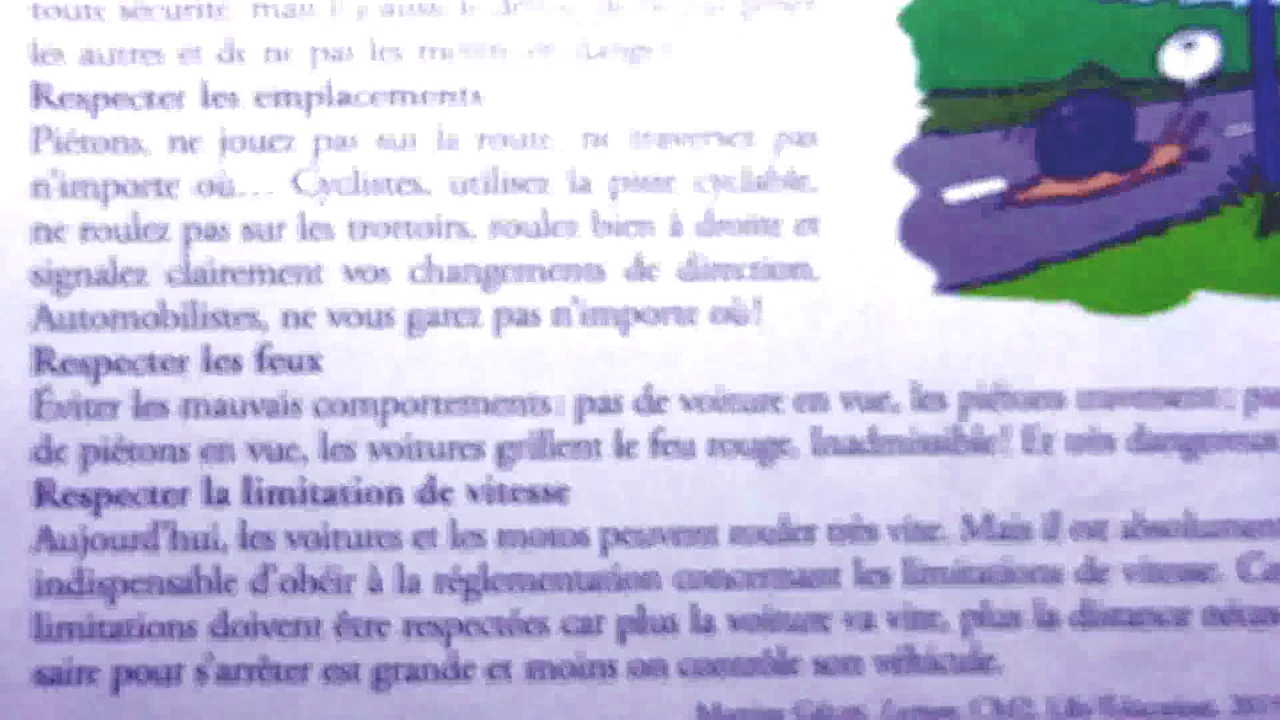 toute sécurité, mais il y a aussi le
les autres et de ne pas les mettre en danger
Respecter les emplacements
Piétons, ne jouez pas sur la route, ne traversez pas
n'importe où... Cyclistes, utilisez la piste cyclable,
ne roulez pas sur les trottoirs, roulez bien à droite et
signalez clairement vos changements de direction.
Automobilistes, ne vous garez pas n'importe où!
Respecter les feux
Éviter les mauvais comportements: pas de voiture en vue, les piétons traversent; pas
de piétons en vue, les voitures grillent le feu rouge. Inadmissible! Et très dangereux
Respecter la limitation de vitesse
Aujourd'hui, les voitures et les motos peuvent rouler très vite. Mais il est absolument
indispensable d'obéir à la réglementation concernant les limitations de vitesse. Ces
limitations doivent être respectées car plus la voiture va vite, plus la distance néces-
saire pour s'arrêter est grande et moins on contrôle son véhicule.